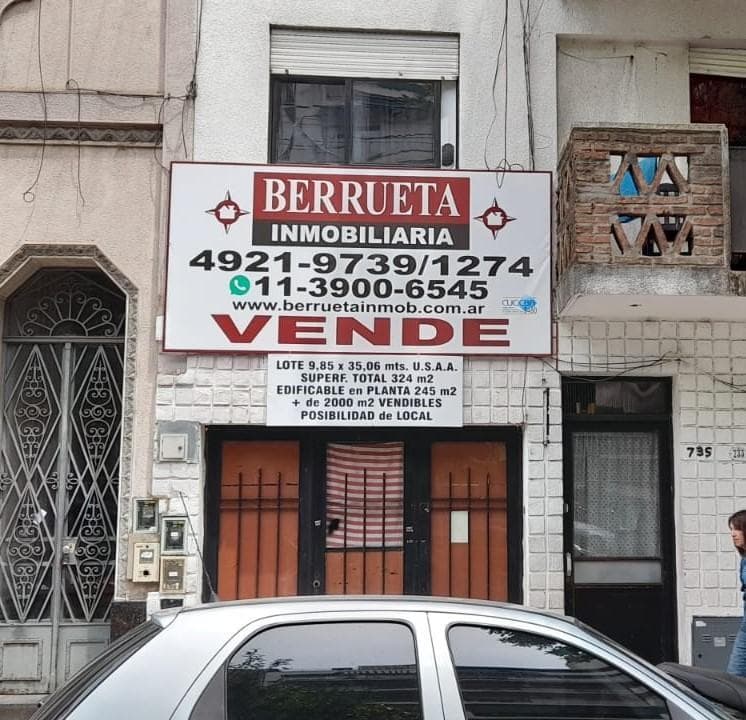 BERRUETA
INMOBILIARIA
4921-9739/1274
11-3900-6545
www.berruetainmob.com.ar
VENDE
LOTE 9,85 x 35,06 mts. U.S.A.A.
SUPERF. TOTAL 324 m2
EDIFICABLE en PLANTA 245 m2
+ de 2000 m2 VENDIBLES
POSIBILIDAD de LOCAL
795